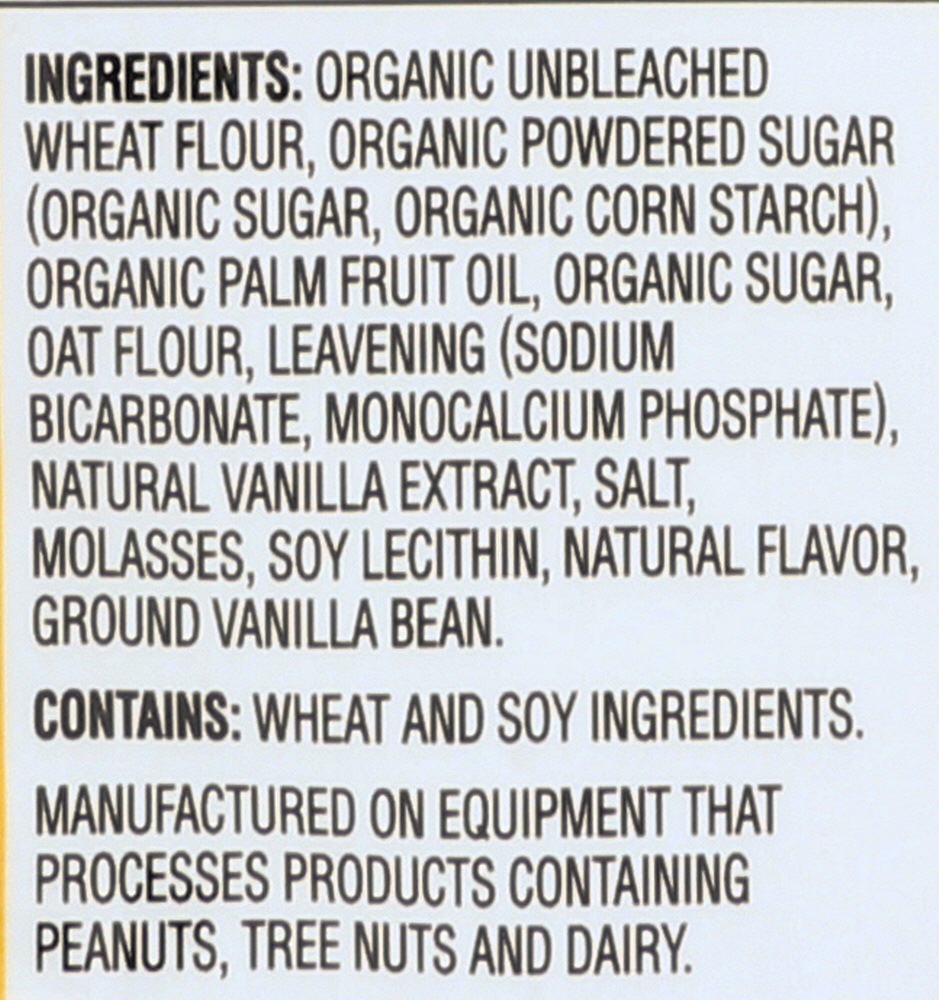 INGREDIENTS: ORGANIC UNBLEACHED
WHEAT FLOUR, ORGANIC POWDERED SUGAR
(ORGANIC SUGAR, ORGANIC CORN STARCH),
ORGANIC PALM FRUIT OIL, ORGANIC SUGAR,
OAT FLOUR, LEAVENING (SODIUM
BICARBONATE, MONOCALCIUM PHOSPHATE),
NATURAL VANILLA EXTRACT, SALT,
MOLASSES, SOY LECITHIN, NATURAL FLAVOR,
GROUND VANILLA BEAN.
CONTAINS: WHEAT AND SOY INGREDIENTS.
MANUFACTURED ON EQUIPMENT THAT
PROCESSES PRODUCTS CONTAINING
PEANUTS, TREE NUTS AND DAIRY.